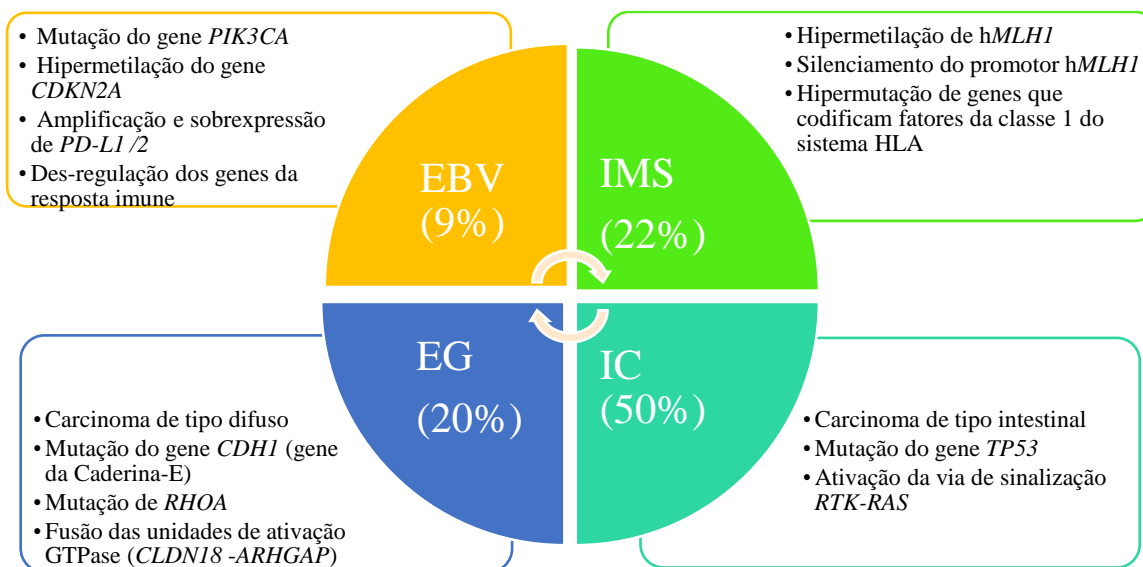 • Mutação do gene PIK3CA
• Hipermetilação do gene
CDKN2A
• Amplificação e sobrexpressão
de PD-L1 /2
• Des-regulação dos genes da
resposta imune
EBV
(9%)
IMS
(22%)
• Hipermetilação de hMLH1
• Silenciamento do promotor hMLH1
• Hipermutação de genes que
codificam fatores da classe 1 do
sistema HLA
EG
(20%)
• Carcinoma de tipo difuso
• Mutação do gene CDH1 (gene
da Caderina-E)
• Mutação de RHOA
• Fusão das unidades de ativação
GTPase (CLDN18 -ARHGAP)
IC
(50%)
• Carcinoma de tipo intestinal
• Mutação do gene TP53
• Ativação da via de sinalização
RTK-RAS